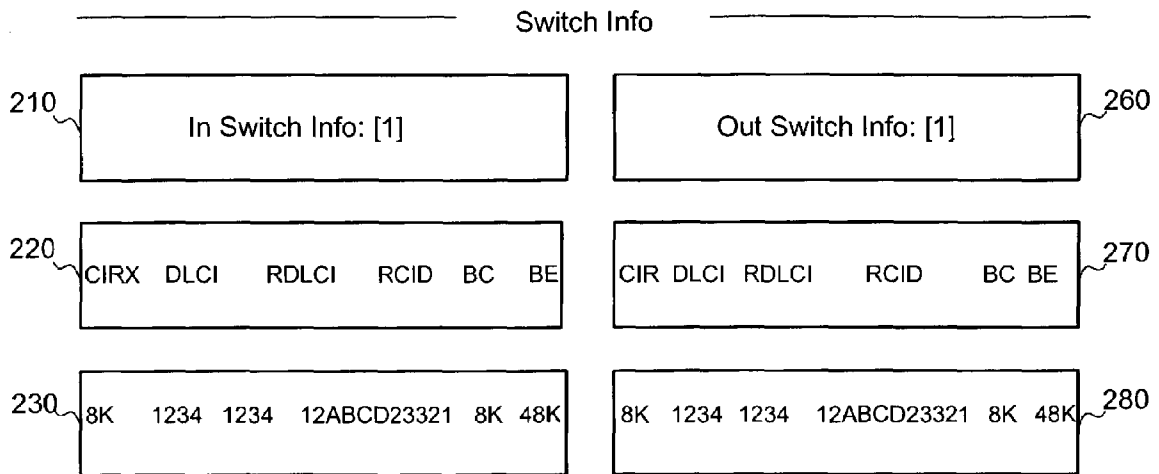 Switch Info
210 In Switch Info: [1] Out Switch Info: [1] 260
220 CIRX DLCI RDLCI RCID BC BE CIR DLCI RDLCI RCID BC BE 270
230 8K 1234 1234 12ABCD23321 8K 48K 8K 1234 1234 12ABCD23321 8K 48K 280